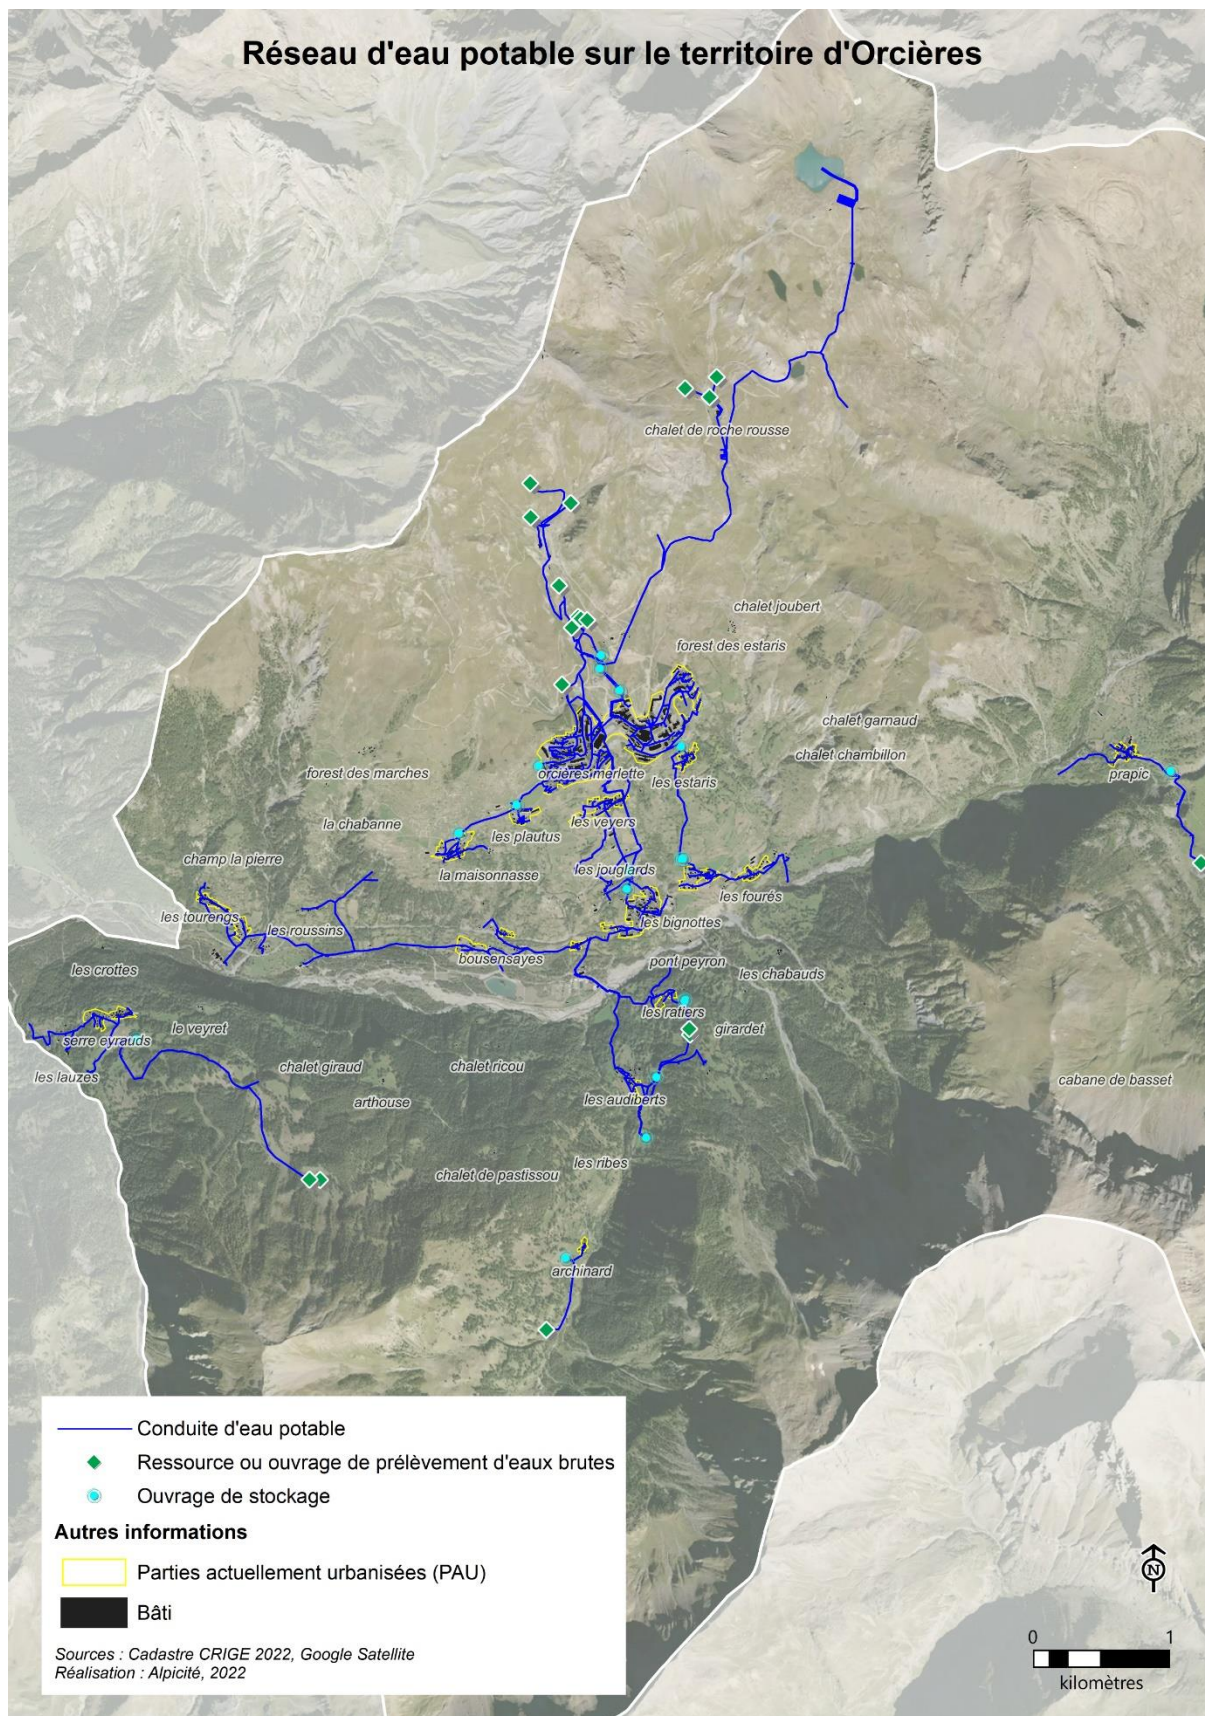 Réseau d'eau potable sur le territoire d'Orcières
chalet de roche rousse
chalet joubert
forest des estaris
chalet garnaud
chalet chambillon
prapic
forest des marches
orcières merlette
les estaris
la chabanne
les plautus
les veyers
champ la pierre
la maisonnasse
les jouglards
les fourés
les tourengs
les roussins
les bignottes
bousensayes
pont peyron
les crottes
les chabauds
les ratiers
girardet
le veyret
serre eyrauds
les lauzes
chalet giraud
chalet ricou
arthouse
les audiberts
cabane de basset
les ribes
chalet de pastissou
archinard
Conduite d'eau potable
Ressource ou ouvrage de prélèvement d'eaux brutes
Ouvrage de stockage
Autres informations
Parties actuellement urbanisées (PAU)
Bâti
Sources : Cadastre CRIGE 2022, Google Satellite
Réalisation : Alpicité, 2022
N
0 1
kilomètres